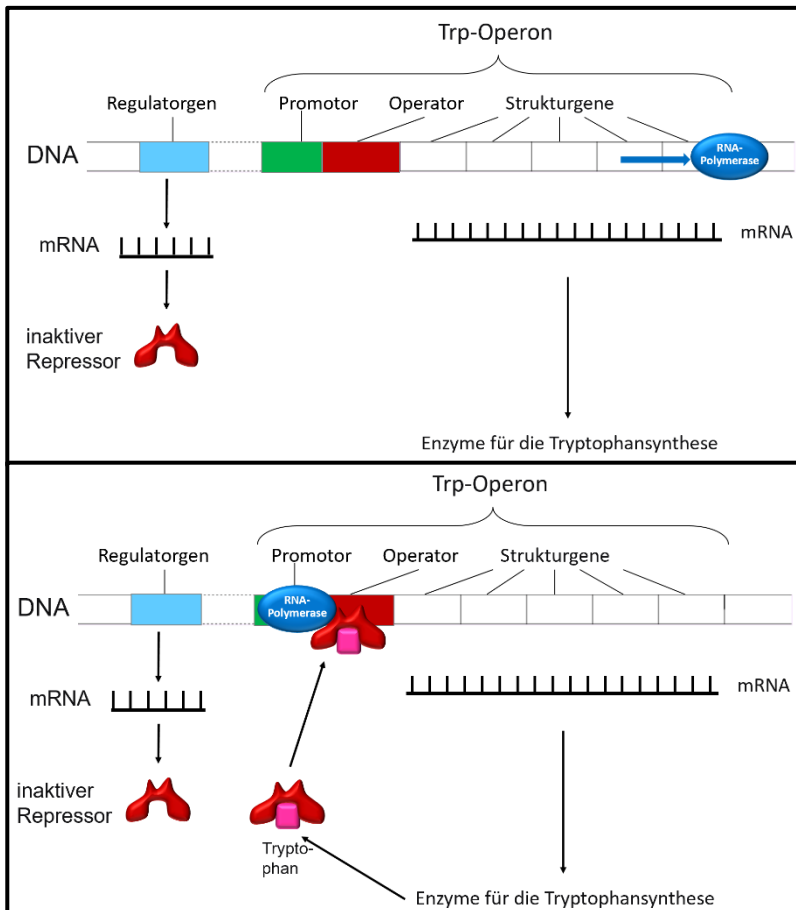 Trp-Operon
Regulatorgen Promotor Operator Strukturgene
DNA
RNA-
Polymerase
mRNA
mRNA
inaktiver
Repressor
Enzyme für die Tryptophansynthese
Trp-Operon
Regulatorgen Promotor Operator Strukturgene
DNA
RNA-
Polymerase
mRNA
mRNA
inaktiver
Repressor
Trypto-
phan
Enzyme für die Tryptophansynthese